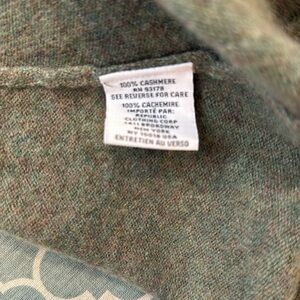 100% CASHMERE
RN 93178
SEE REVERSE FOR CARE
100% CACHEMIRE
IMPORTÉ PAR:
REPUBLIC
CLOTHING CORP
1411 BROADWAY
NEW YORK
NY 10018 USA
ENTRETIEN AU VERSO